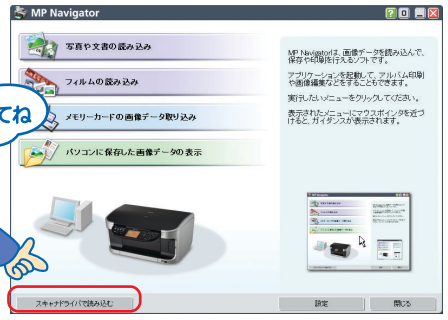 MP Navigator
写真や文書の読み込み
フィルムの読み込み
てね
メモリーカードの画像データ取り込み
パソコンに保存した画像データの表示
MP Navigatorは、画像データを読み込んで、
保存や印刷を行えるソフトです。
アプリケーションを起動して、アルバム印刷
や画像編集などをすることもできます。
実行したいメニューをクリックしてください。
表示されたメニューにマウスポインタを近づ
けると、ガイダンスが表示されます。
スキャナドライバで読み込む
設定
閉じる